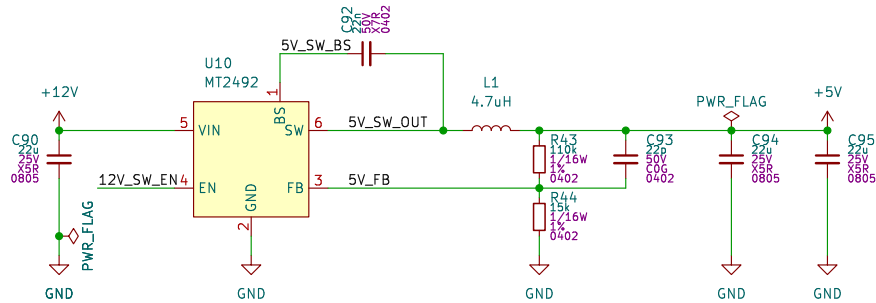 C92
22n
50V
X7R
0402
5V_SW_BS
U10
MT2492
+12V
1
BS
L1
4.7uH
PWR_FLAG
+5V
5
VIN
SW
6
5V_SW_OUT
C90
22u
25V
X5R
0805
R43
110k
1/16W
1%
0402
C93
22p
50V
C0G
0402
C94
22u
25V
X5R
0805
C95
22u
25V
X5R
0805
12V_SW_EN
4
EN
GND
FB
3
5V_FB
R44
15k
1/16W
1%
0402
2
PWR_FLAG
GND
GND
GND
GND
GND